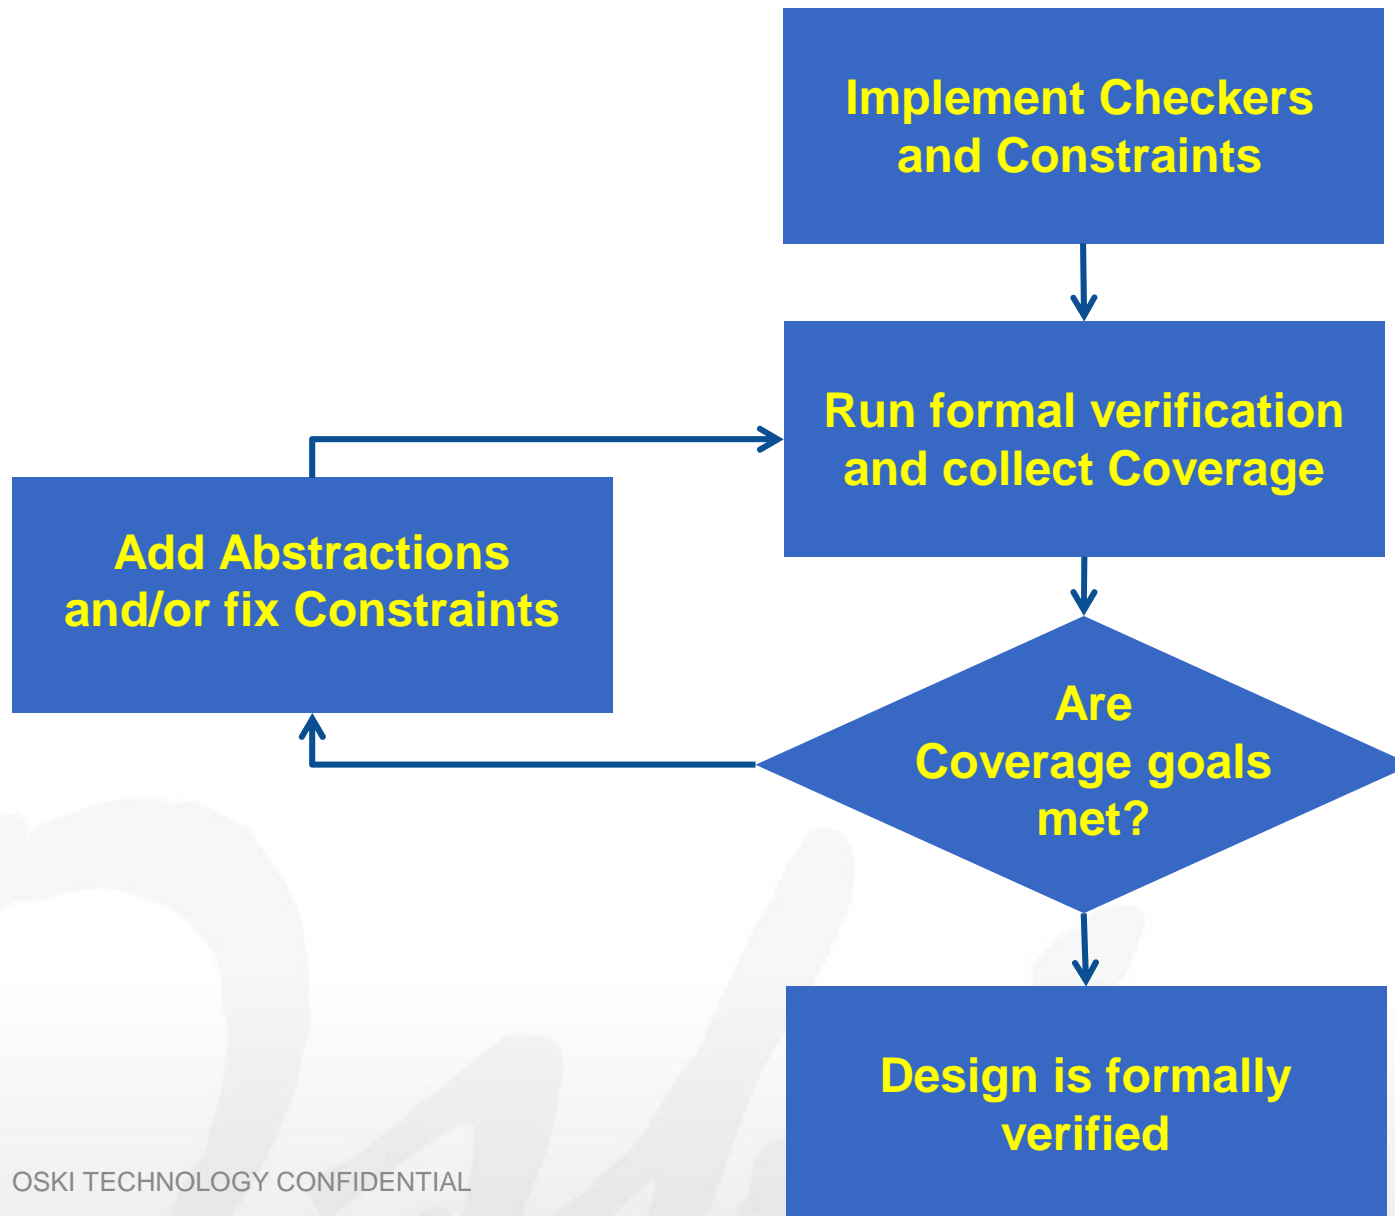 Implement Checkers
and Constraints
Run formal verification
and collect Coverage
Add Abstractions
and/or fix Constraints
Are
Coverage goals
met?
Design is formally
verified
OSKI TECHNOLOGY CONFIDENTIAL